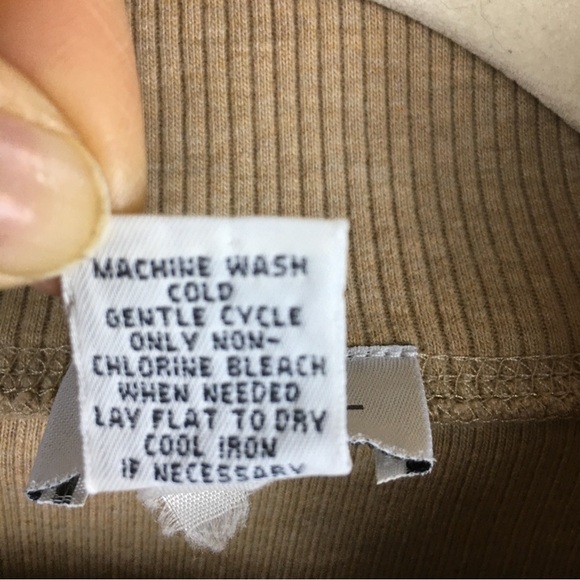 MACHINE WASH
COLD
GENTLE CYCLE
ONLY NON-
CHLORINE BLEACH
WHEN NEEDED
LAY FLAT TO DRY
COOL IRON
IF NECESSARY